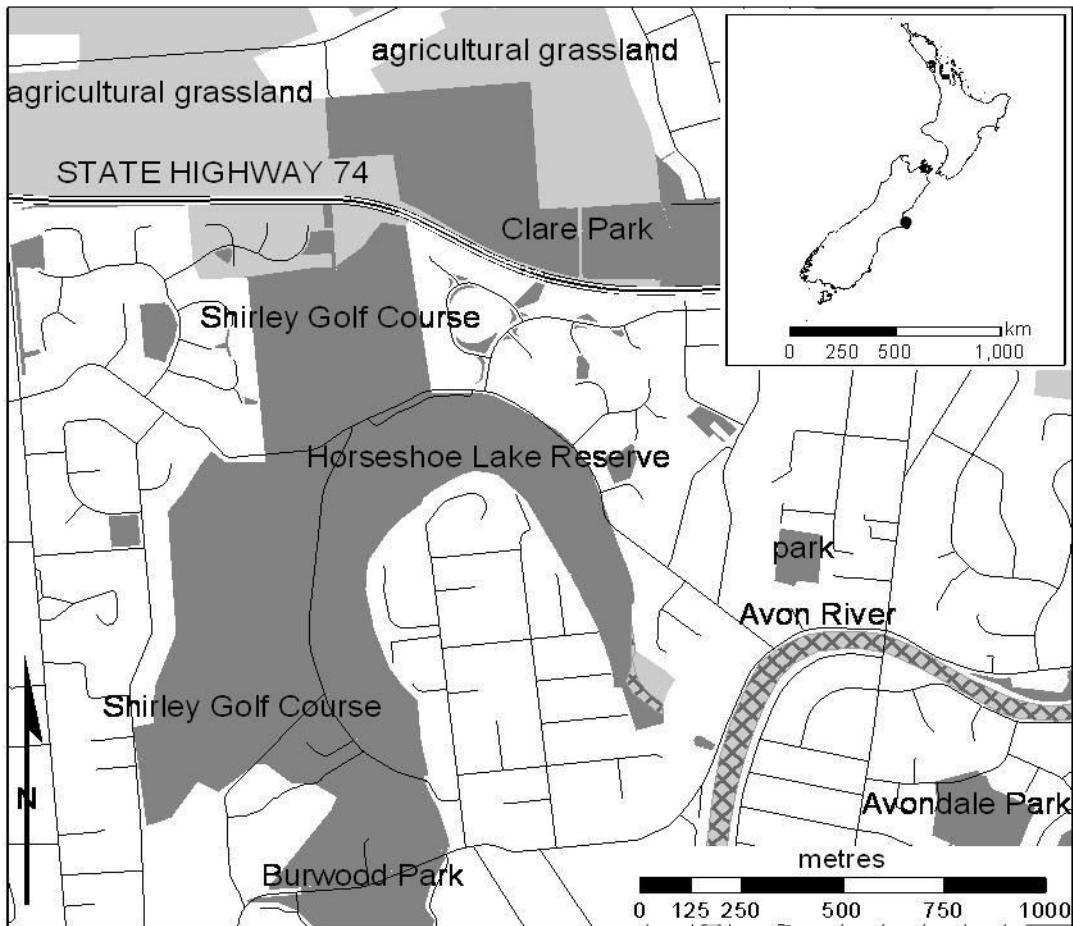 agricultural grassland
agricultural grassland
STATE HIGHWAY 74
Clare Park
km
0 250 500 1,000
Shirley Golf Course
Horseshoe Lake Reserve
park
Avon River
Shirley Golf Course
N
Avondale Park
Burwood Park
metres
0 125 250 500 750 1000